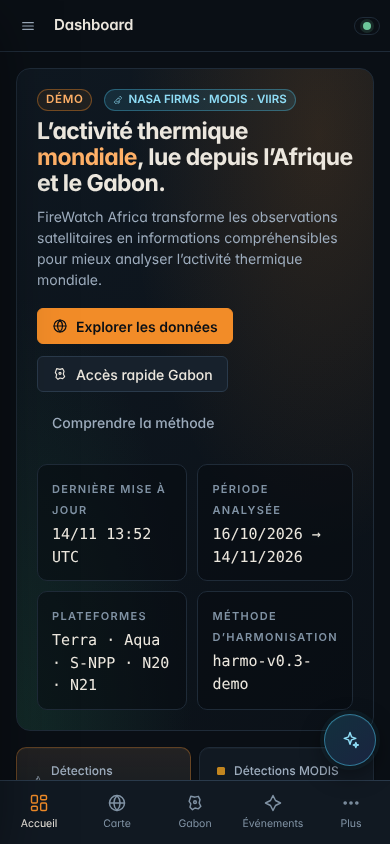 Dashboard
DÉMO
NASA FIRMS · MODIS · VIIRS
L’activité thermique
mondiale, lue depuis l’Afrique
et le Gabon.
FireWatch Africa transforme les observations
satellitaires en informations compréhensibles
pour mieux analyser l’activité thermique
mondiale.
Explorer les données
Accès rapide Gabon
Comprendre la méthode
DERNIÈRE MISE À
JOUR
14/11 13:52
UTC
PÉRIODE
ANALYSÉE
16/10/2026 →
14/11/2026
PLATEFORMES
Terra · Aqua
· S-NPP · N20
· N21
MÉTHODE
D’HARMONISATION
harmo-v0.3-
demo
Détections
Détections MODIS
Accueil
Carte
Gabon
Événements
Plus